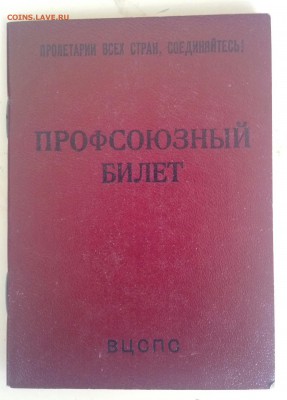 COINS.LAVE.RU
ПРОЛЕТАРИИ ВСЕХ СТРАН, СОЕДИНЯЙТЕСЬ!
ПРОФСОЮЗНЫЙ
БИЛЕТ
ВЦСПС